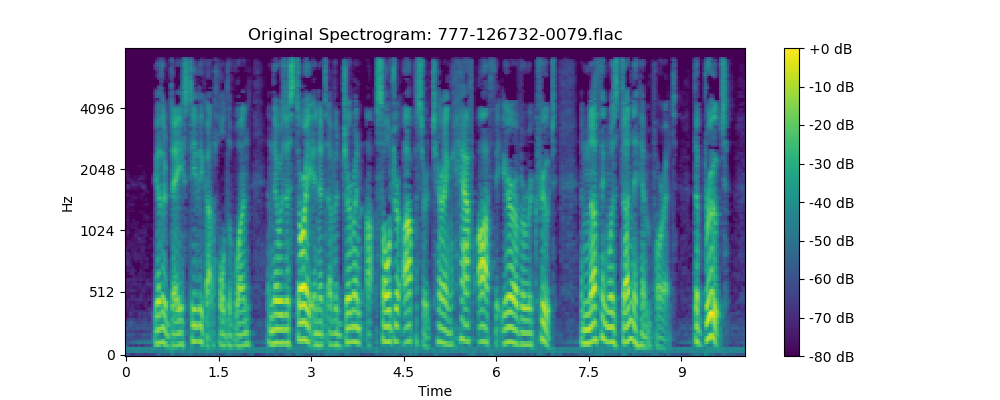 Original Spectrogram: 777-126732-0079.flac
4096
2048
1024
512
0
Hz
0 1.5 3 4.5 6 7.5 9
Time
+0 dB
-10 dB
-20 dB
-30 dB
-40 dB
-50 dB
-60 dB
-70 dB
-80 dB